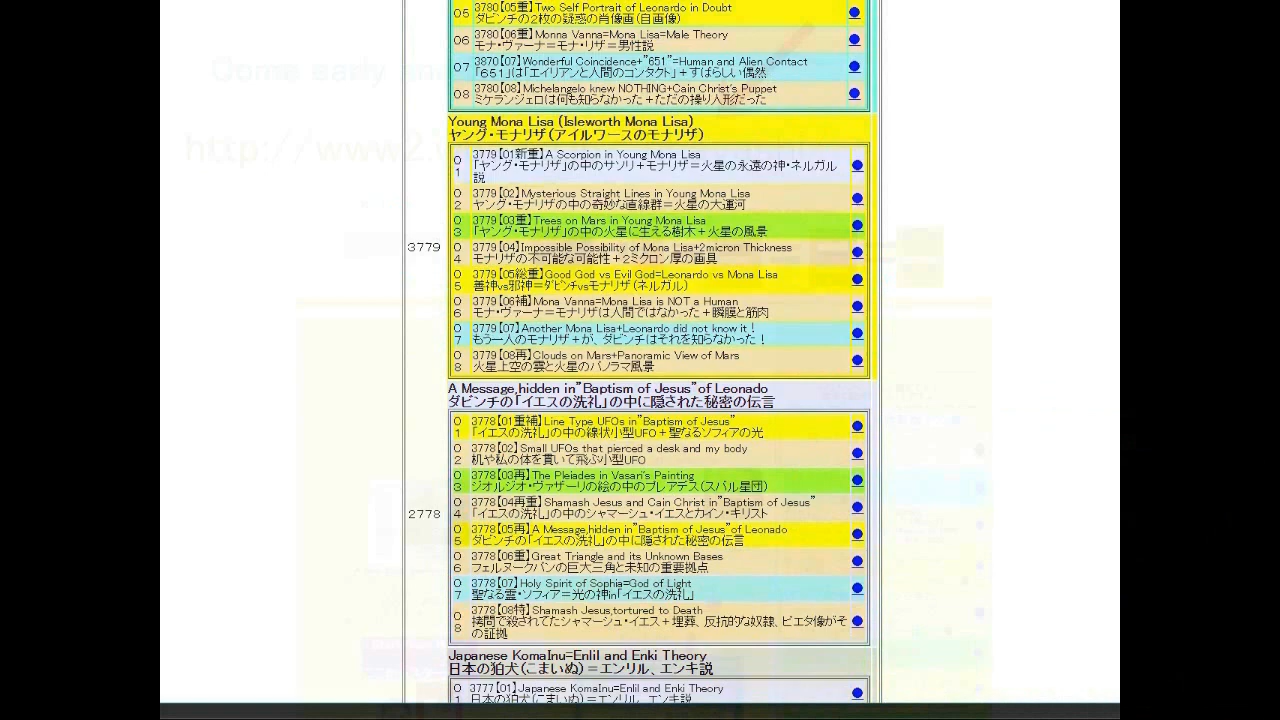 05 3780【05重】Two Self Portrait of Leonardo in Doubt
ダビンチの2枚の疑惑の肖像画(自画像)
06 3780【06重】Monna Vanna=Mona Lisa=Male Theory
モナ・ヴァーナ=モナ・リザ=男性説
07 3870【07】Wonderful Coincidence+"651"=Human and Alien Contact
「651」は「エイリアンと人間のコンタクト」+すばらしい偶然
08 3780【08】Michelangelo knew NOTHING+Cain Christ's Puppet
ミケランジェロは何も知らなかった+ただの操り人形だった
Young Mona Lisa (Isleworth Mona Lisa)
ヤング・モナリザ(アイルワースのモナリザ)
3779
01 3779【01新重】A Scorpion in Young Mona Lisa
「ヤング・モナリザ」の中のサソリ+モナリザ=火星の永遠の神・ネルガル
説
02 3779【02】Mysterious Straight Lines in Young Mona Lisa
ヤング・モナリザの中の奇妙な直線群=火星の大運河
03 3779【03重】Trees on Mars in Young Mona Lisa
「ヤング・モナリザ」の中の火星に生える樹木+火星の風景
04 3779【04】Impossible Possibility of Mona Lisa+2micron Thickness
モナリザの不可能な可能性+2ミクロン厚の画具
05 3779【05総重】Good God vs Evil God=Leonardo vs Mona Lisa
善神vs邪神=ダビンチvsモナリザ(ネルガル)
06 3779【06補】Mona Vanna=Mona Lisa is NOT a Human
モナ・ヴァーナ=モナリザは人間ではなかった+瞬膜と筋肉
07 3779【07】Another Mona Lisa+Leonardo did not know it!
もう一人のモナリザ+が、ダビンチはそれを知らなかった!
08 3779【08再】Clouds on Mars+Panoramic View of Mars
火星上空の雲と火星のパノラマ風景
A Message,hidden in"Baptism of Jesus"of Leonado
ダビンチの「イエスの洗礼」の中に隠された秘密の伝言
2778
01 3778【01重補】Line Type UFOs in"Baptism of Jesus"
「イエスの洗礼」の中の線状小型UFO+聖なるソフィアの光
02 3778【02】Small UFOs that pierced a desk and my body
机や私の体を貫いて飛ぶ小型UFO
03 3778【03再】The Pleiades in Vasari's Painting
ジオルジオ・ヴァザーリの絵の中のプレアデス(スバル星団)
04 3778【04再重】Shamash Jesus and Cain Christ in"Baptism of Jesus"
「イエスの洗礼」の中のシャマーシュ・イエスとカイン・キリスト
05 3778【05再】A Message,hidden in"Baptism of Jesus"of Leonado
ダビンチの「イエスの洗礼」の中に隠された秘密の伝言
06 3778【06重】Great Triangle and its Unknown Bases
フェルヌークバンの巨大三角と未知の重要拠点
07 3778【07】Holy Spirit of Sophia=God of Light
聖なる霊・ソフィア=光の神in「イエスの洗礼」
08 3778【08特】Shamash Jesus,tortured to Death
拷問で殺されてたシャマーシュ・イエス+埋葬、反抗的な奴隷、ピエタ像がそ
の証拠
Japanese KomaInu=Enlil and Enki Theory
日本の狛犬(こまいぬ)=エンリル、エンキ説
01 3777【01】Japanese KomaInu=Enlil and Enki Theory
日本の狛犬(こまいぬ)=エンリル、エンキ説